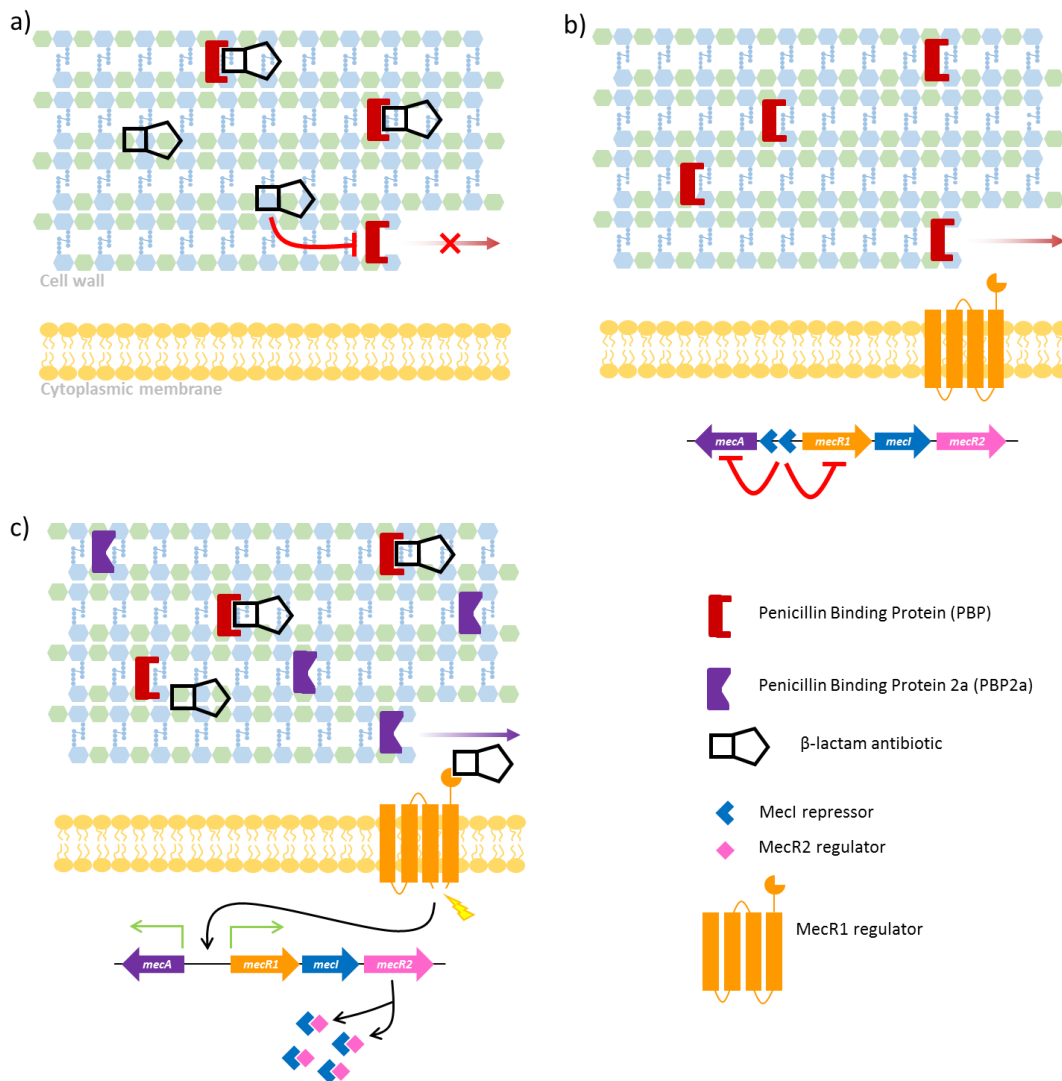 a)
Cell wall
Cytoplasmic membrane
b)
mecA
mecR1
mecI
mecR2
c)
mecA
mecR1
mecI
mecR2
Penicillin Binding Protein (PBP)
Penicillin Binding Protein 2a (PBP2a)
β-lactam antibiotic
MecI repressor
MecR2 regulator
MecR1 regulator